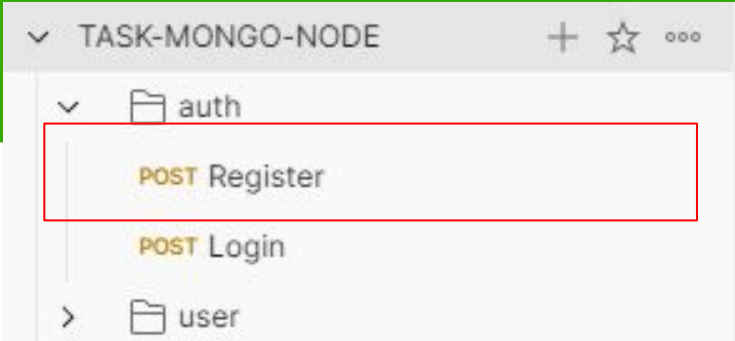 TASK-MONGO-NODE
auth
POST Register
POST Login
user